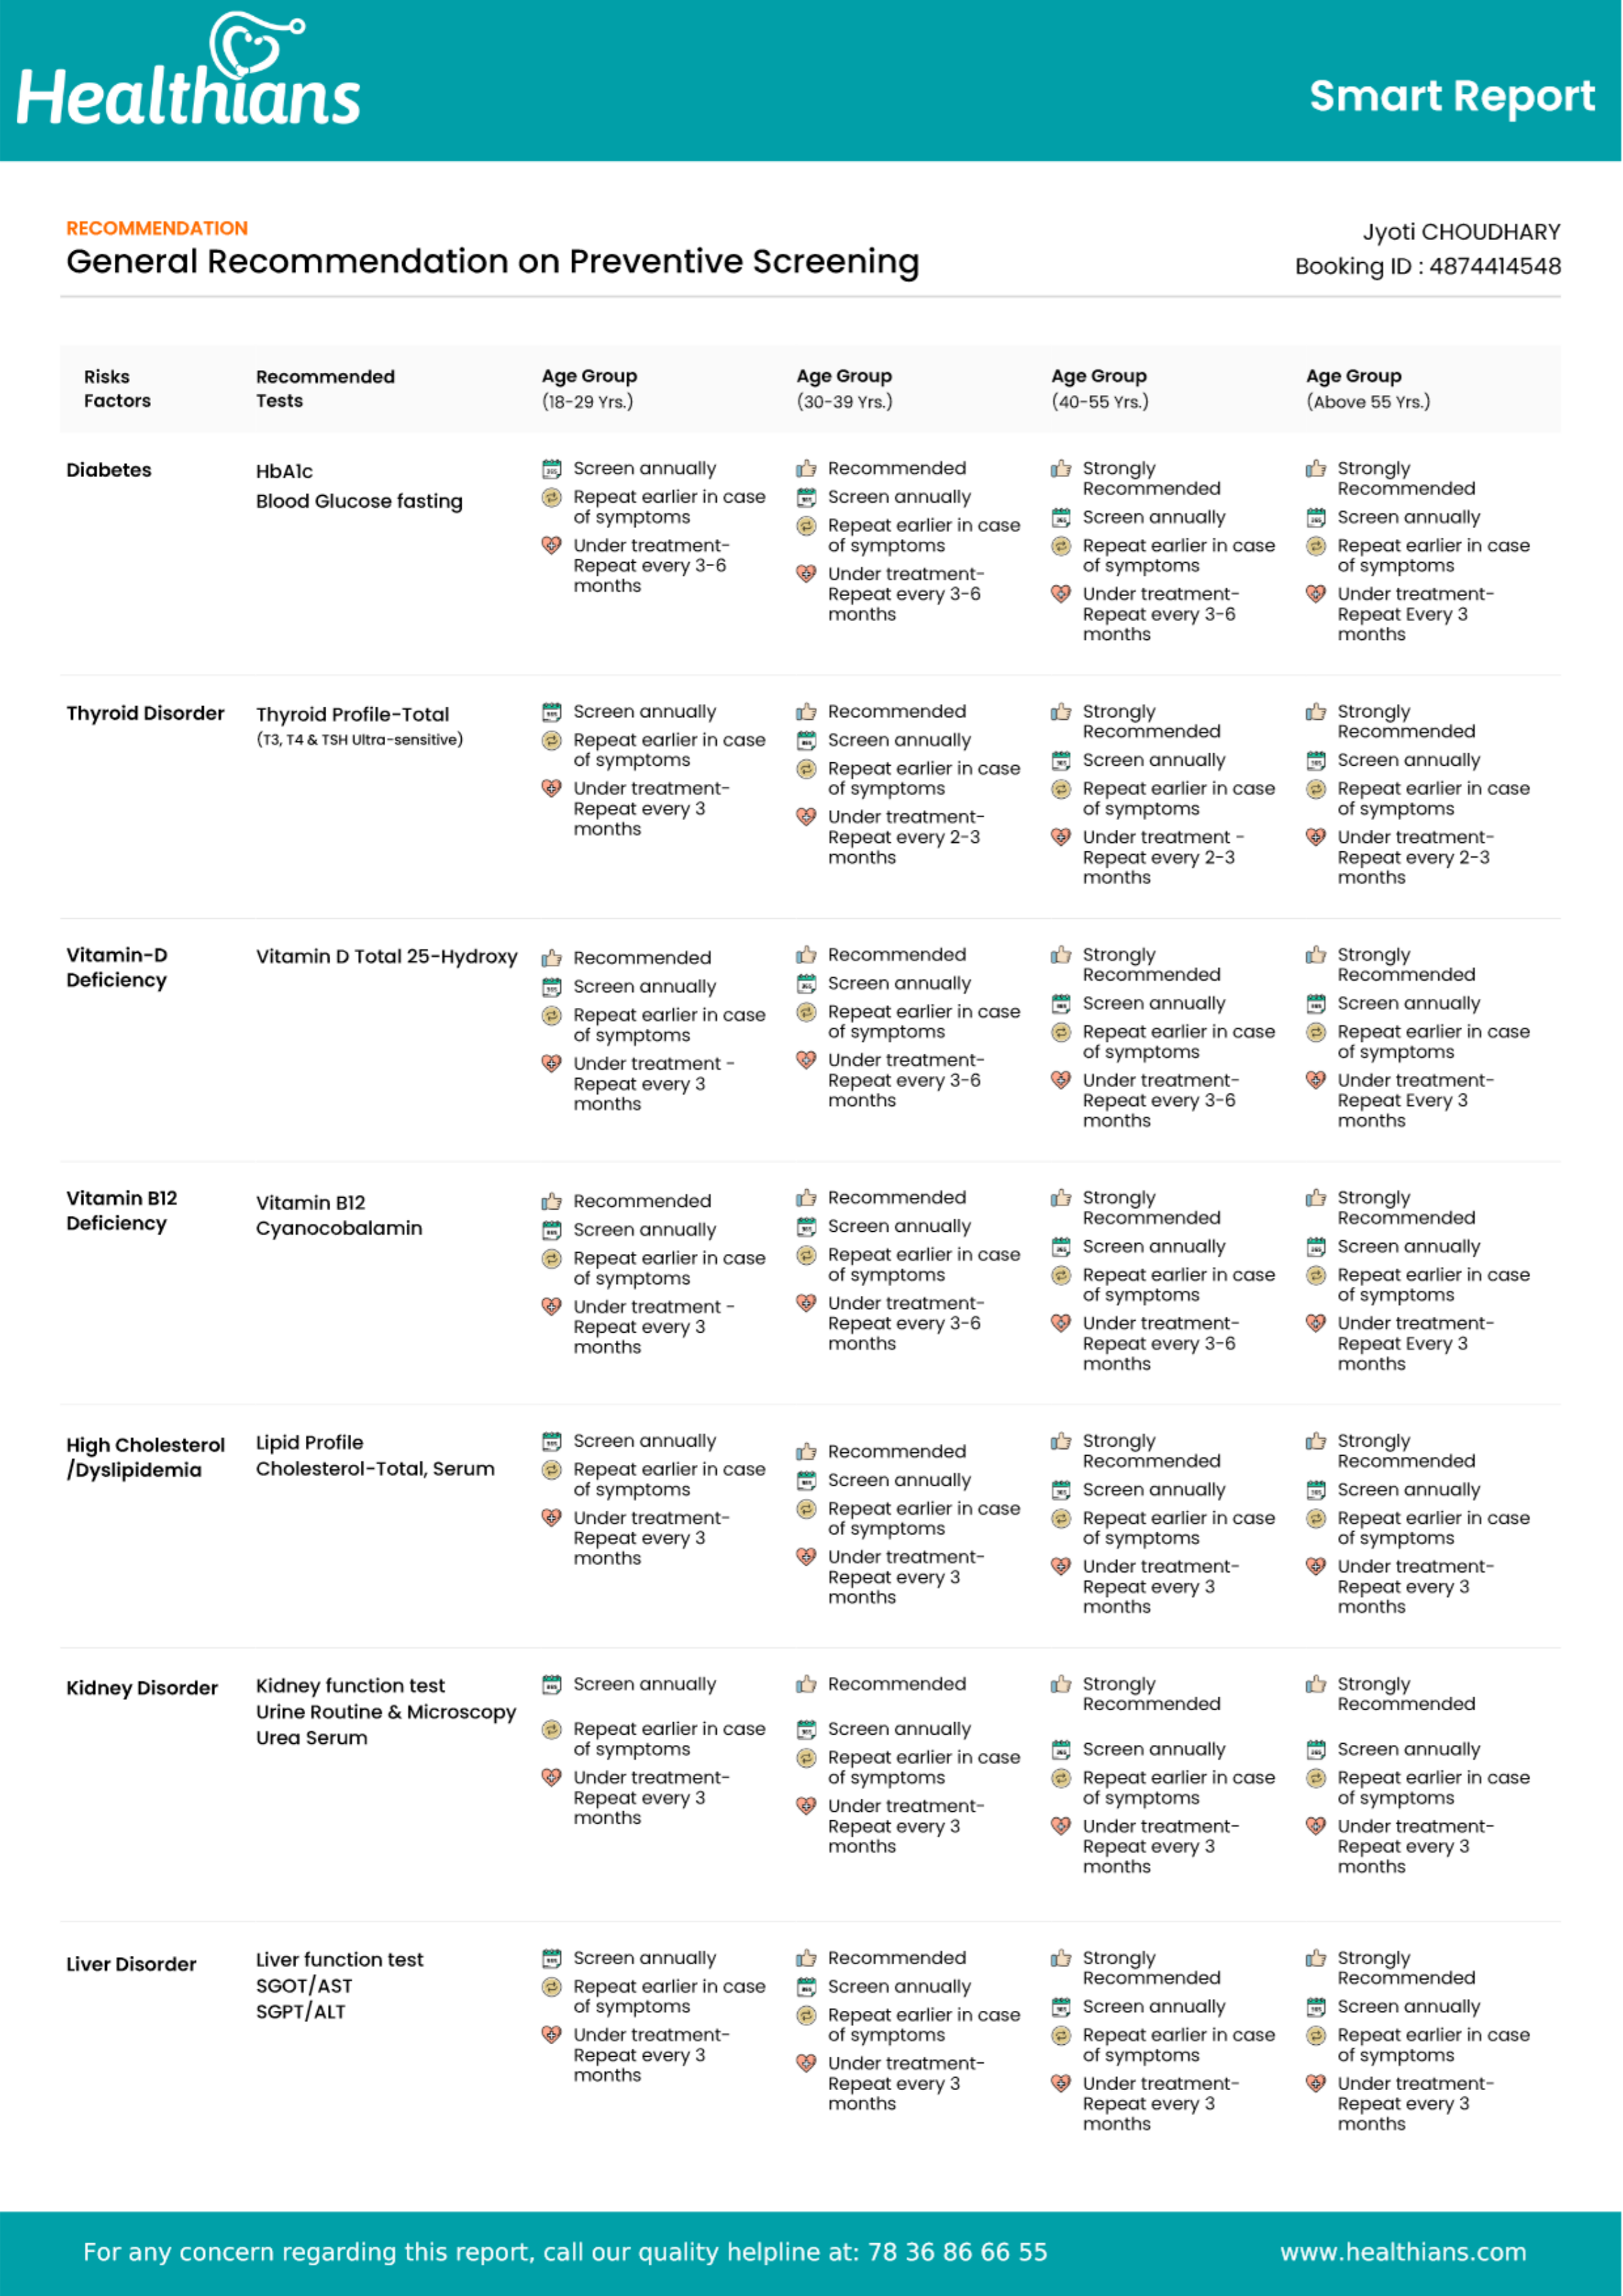 Healthians
Smart Report
RECOMMENDATION
General Recommendation on Preventive Screening
Jyoti CHOUDHARY
Booking ID : 4874414548
Risks
Factors
Recommended
Tests
Age Group
(18-29 Yrs.)
Age Group
(30-39 Yrs.)
Age Group
(40-55 Yrs.)
Age Group
(Above 55 Yrs.)
Diabetes
HbA1c
Blood Glucose fasting
Screen annually
Repeat earlier in case
of symptoms
Under treatment-
Repeat every 3-6
months
Recommended
Screen annually
Repeat earlier in case
of symptoms
Under treatment-
Repeat every 3-6
months
Strongly
Recommended
Screen annually
Repeat earlier in case
of symptoms
Under treatment-
Repeat every 3-6
months
Strongly
Recommended
Screen annually
Repeat earlier in case
of symptoms
Under treatment-
Repeat Every 3
months
Thyroid Disorder
Thyroid Profile-Total
(T3, T4 & TSH Ultra-sensitive)
Screen annually
Repeat earlier in case
of symptoms
Under treatment-
Repeat every 3
months
Recommended
Screen annually
Repeat earlier in case
of symptoms
Under treatment-
Repeat every 2-3
months
Strongly
Recommended
Screen annually
Repeat earlier in case
of symptoms
Under treatment -
Repeat every 2-3
months
Strongly
Recommended
Screen annually
Repeat earlier in case
of symptoms
Under treatment-
Repeat every 2-3
months
Vitamin-D
Deficiency
Vitamin D Total 25-Hydroxy
Recommended
Screen annually
Repeat earlier in case
of symptoms
Under treatment -
Repeat every 3
months
Recommended
Screen annually
Repeat earlier in case
of symptoms
Under treatment-
Repeat every 3-6
months
Strongly
Recommended
Screen annually
Repeat earlier in case
of symptoms
Under treatment-
Repeat every 3-6
months
Strongly
Recommended
Screen annually
Repeat earlier in case
of symptoms
Under treatment-
Repeat Every 3
months
Vitamin B12
Deficiency
Vitamin B12
Cyanocobalamin
Recommended
Screen annually
Repeat earlier in case
of symptoms
Under treatment -
Repeat every 3
months
Recommended
Screen annually
Repeat earlier in case
of symptoms
Under treatment-
Repeat every 3-6
months
Strongly
Recommended
Screen annually
Repeat earlier in case
of symptoms
Under treatment-
Repeat every 3-6
months
Strongly
Recommended
Screen annually
Repeat earlier in case
of symptoms
Under treatment-
Repeat Every 3
months
High Cholesterol
/Dyslipidemia
Lipid Profile
Cholesterol-Total, Serum
Screen annually
Repeat earlier in case
of symptoms
Under treatment-
Repeat every 3
months
Recommended
Screen annually
Repeat earlier in case
of symptoms
Under treatment-
Repeat every 3
months
Strongly
Recommended
Screen annually
Repeat earlier in case
of symptoms
Under treatment-
Repeat every 3
months
Strongly
Recommended
Screen annually
Repeat earlier in case
of symptoms
Under treatment-
Repeat every 3
months
Kidney Disorder
Kidney function test
Urine Routine & Microscopy
Urea Serum
Screen annually
Repeat earlier in case
of symptoms
Under treatment-
Repeat every 3
months
Recommended
Screen annually
Repeat earlier in case
of symptoms
Under treatment-
Repeat every 3
months
Strongly
Recommended
Screen annually
Repeat earlier in case
of symptoms
Under treatment-
Repeat every 3
months
Strongly
Recommended
Screen annually
Repeat earlier in case
of symptoms
Under treatment-
Repeat every 3
months
Liver Disorder
Liver function test
SGOT/AST
SGPT/ALT
Screen annually
Repeat earlier in case
of symptoms
Under treatment-
Repeat every 3
months
Recommended
Screen annually
Repeat earlier in case
of symptoms
Under treatment-
Repeat every 3
months
Strongly
Recommended
Screen annually
Repeat earlier in case
of symptoms
Under treatment-
Repeat every 3
months
Strongly
Recommended
Screen annually
Repeat earlier in case
of symptoms
Under treatment-
Repeat every 3
months
For any concern regarding this report, call our quality helpline at: 78 36 86 66 55
www.healthians.com